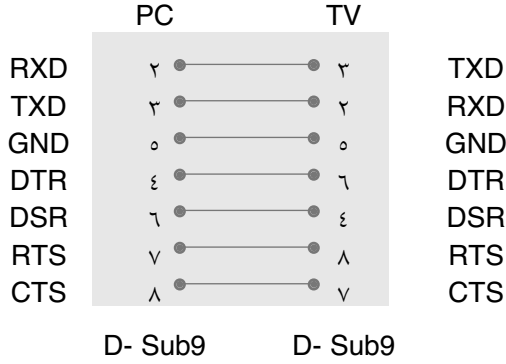 PC TV
RXD ٢ ٣ TXD
TXD ٣ ٢ RXD
GND ٥ ٥ GND
DTR ٤ ٦ DTR
DSR ٦ ٤ DSR
RTS ٧ ٨ RTS
CTS ٨ ٧ CTS
D- Sub9 D- Sub9